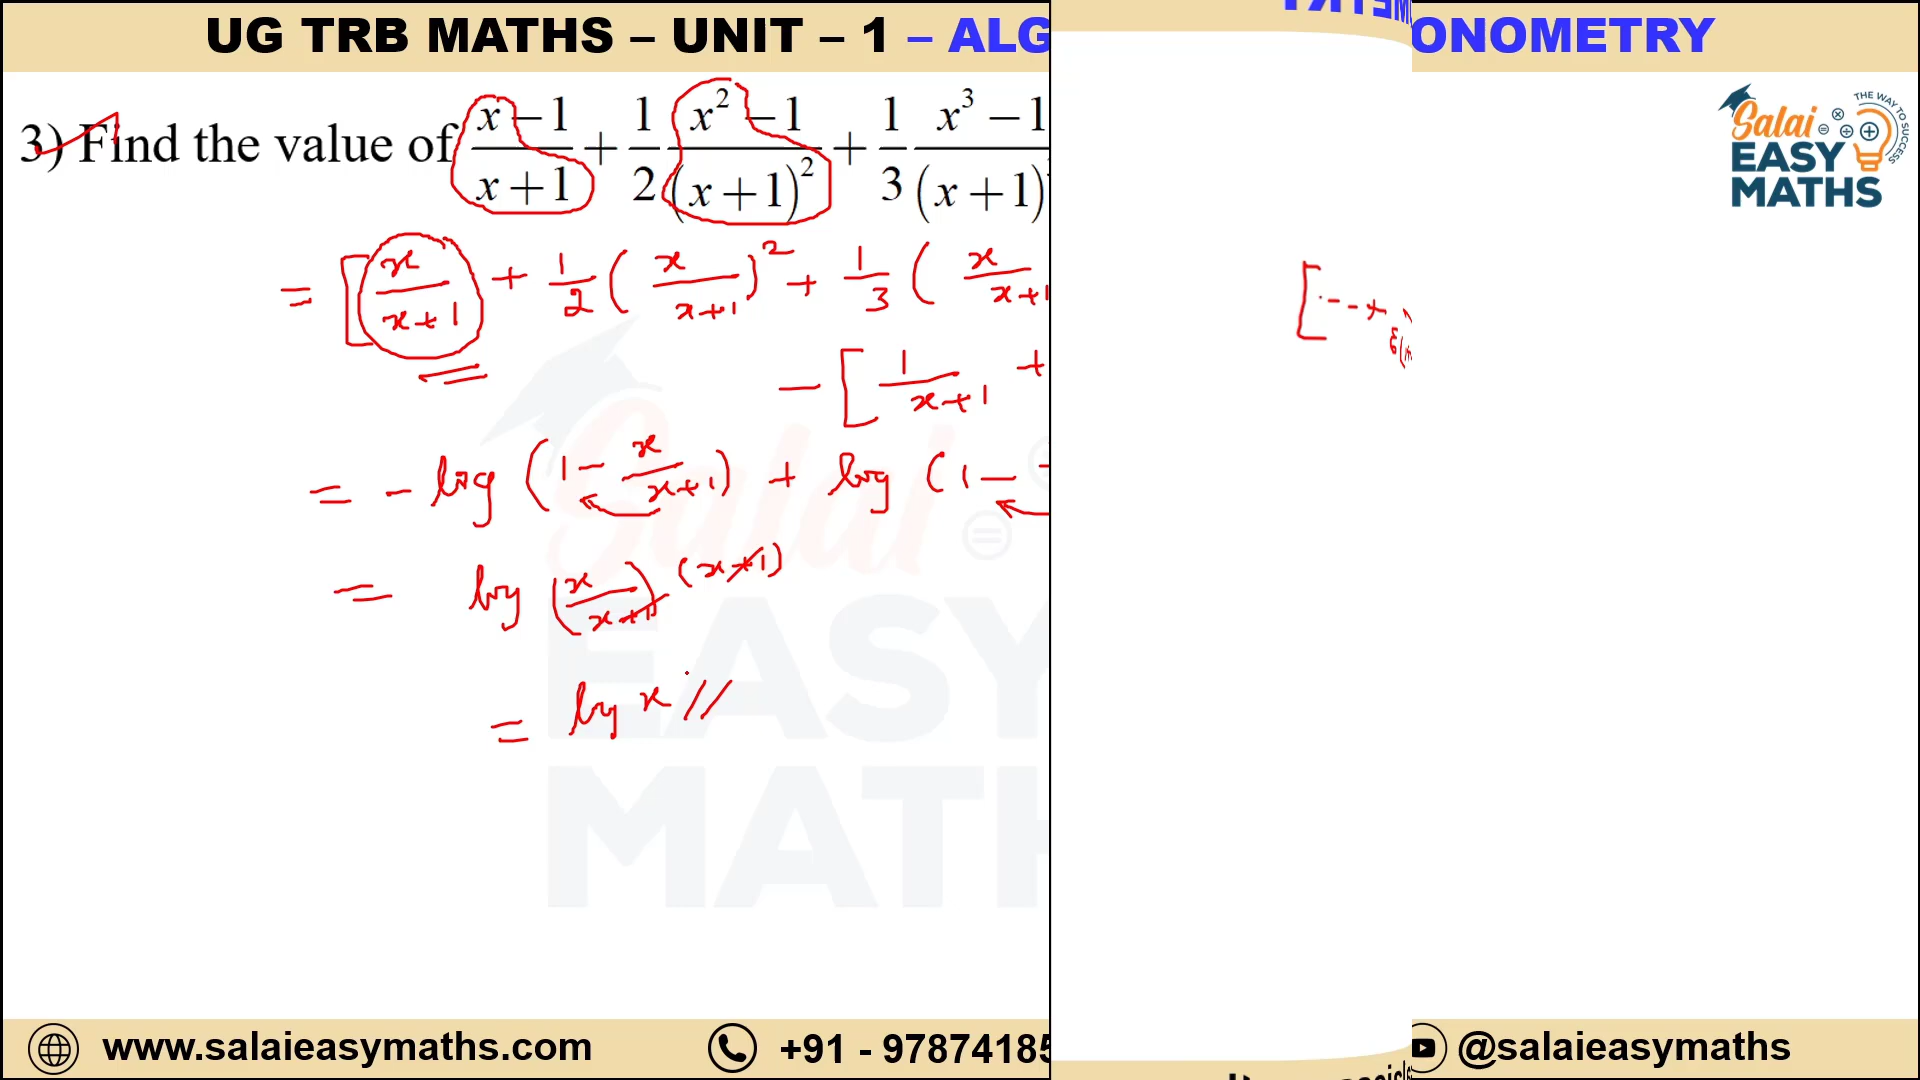 UG TRB MATHS – UNIT – 1 – ALG ONOMETRY
Salai
EASY
MATHS
THE WAY TO SUCCESS
3) Find the value of (x−1)/(x+1) + 1/2 (x²−1)/(x+1)² + 1/3 (x³−1)/(x+1)
= [x/(x+1) + 1/2 (x/(x+1))² + 1/3 (x/(x+1)
[--+
− [1/(x+1) +
= − log (1 − x/(x+1)) + log (1 −
= log (x/(x+1)) (x+1)
= log x //
www.salaieasymaths.com +91 - 97874185 @salaieasymaths